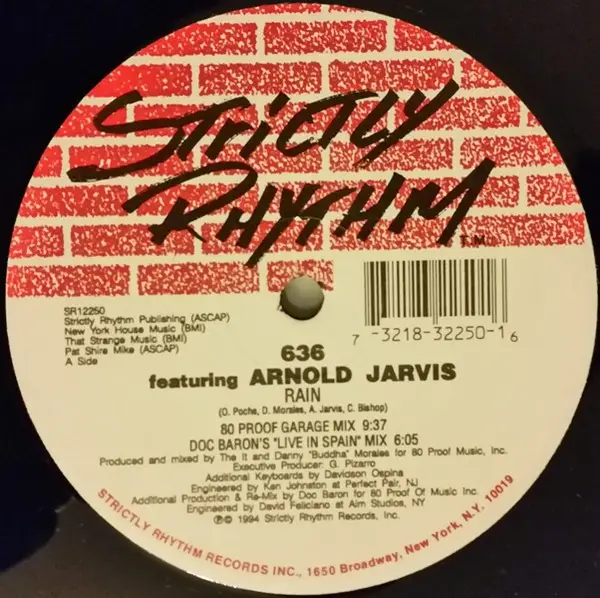 STRICTLY
RHYTHM
T.M.
SR12250
Strictly Rhythm Publishing (ASCAP)
New York House Music (BMI)
That Strange Music (BMI)
Pat Shire Mike (ASCAP)
A Side
7 -3218-32250-1 6
636
featuring ARNOLD JARVIS
RAIN
(O. Poche, D. Morales, A. Jarvis, C. Bishop)
80 PROOF GARAGE MIX 9:37
DOC BARON'S "LIVE IN SPAIN" MIX 6:05
Produced and mixed by The It and Danny "Buddha" Morales for 80 Proof Music, Inc.
Executive Producer: G. Pizarro
Additional Keyboards by Davidson Ospina
Engineered by Ken Johnston at Perfect Pair, NJ
Additional Production & Re-Mix by Doc Baron for 80 Proof Of Music Inc.
Engineered by David Feliciano at Aim Studios, NY
℗© 1994 Strictly Rhythm Records, Inc.
STRICTLY RHYTHM RECORDS INC., 1650 Broadway, New York, N.Y. 10019